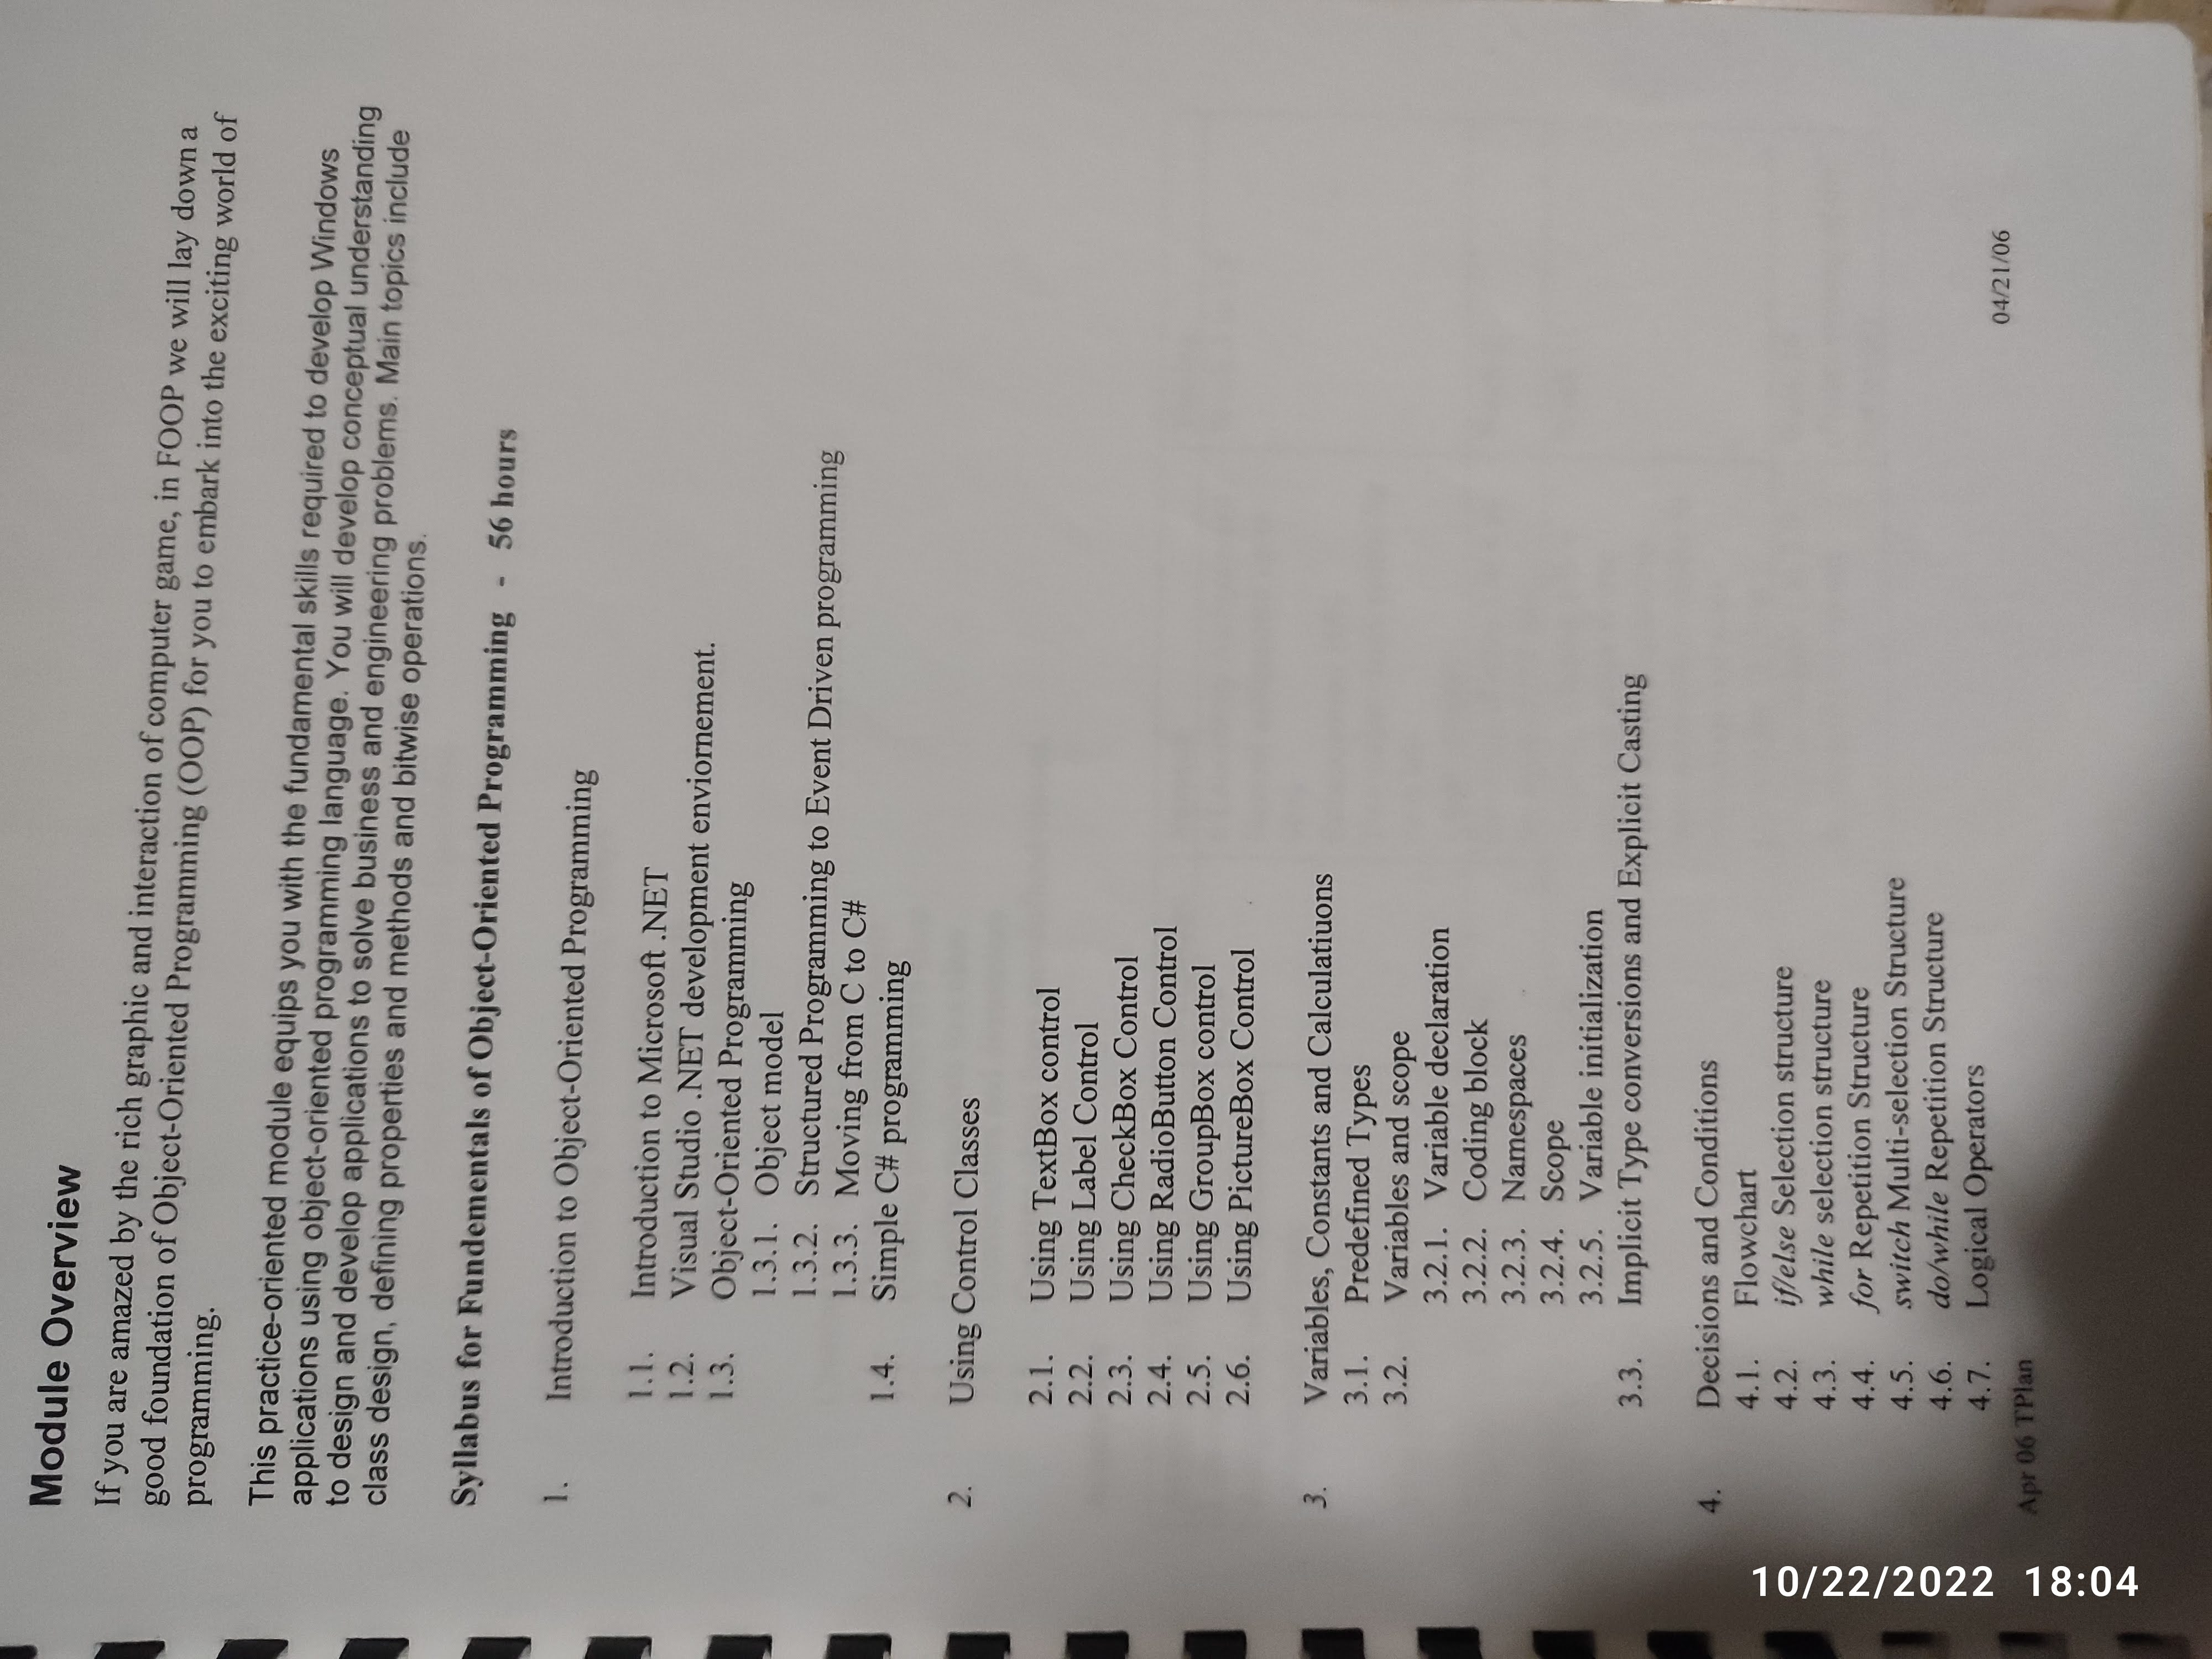 Module Overview
If you are amazed by the rich graphic and interaction of computer game, in FOOP we will lay down a
good foundation of Object-Oriented Programming (OOP) for you to embark into the exciting world of
programming.
This practice-oriented module equips you with the fundamental skills required to develop Windows
applications using object-oriented programming language. You will develop conceptual understanding
to design and develop applications to solve business and engineering problems. Main topics include
class design, defining properties and methods and bitwise operations.
Syllabus for Fundementals of Object-Oriented Programming - 56 hours
1. Introduction to Object-Oriented Programming
1.1. Introduction to Microsoft .NET
1.2. Visual Studio .NET development enviornement.
1.3. Object-Oriented Programming
1.3.1. Object model
1.3.2. Structured Programming to Event Driven programming
1.3.3. Moving from C to C#
1.4. Simple C# programming
2. Using Control Classes
2.1. Using TextBox control
2.2. Using Label Control
2.3. Using CheckBox Control
2.4. Using RadioButton Control
2.5. Using GroupBox control
2.6. Using PictureBox Control
3. Variables, Constants and Calculatiuons
3.1. Predefined Types
3.2. Variables and scope
3.2.1. Variable declaration
3.2.2. Coding block
3.2.3. Namespaces
3.2.4. Scope
3.2.5. Variable initialization
3.3. Implicit Type conversions and Explicit Casting
4. Decisions and Conditions
4.1. Flowchart
4.2. if/else Selection structure
4.3. while selection structure
4.4. for Repetition Structure
4.5. switch Multi-selection Structure
4.6. do/while Repetition Structure
4.7. Logical Operators
04/21/06
Apr 06 TPlan
10/22/2022 18:04